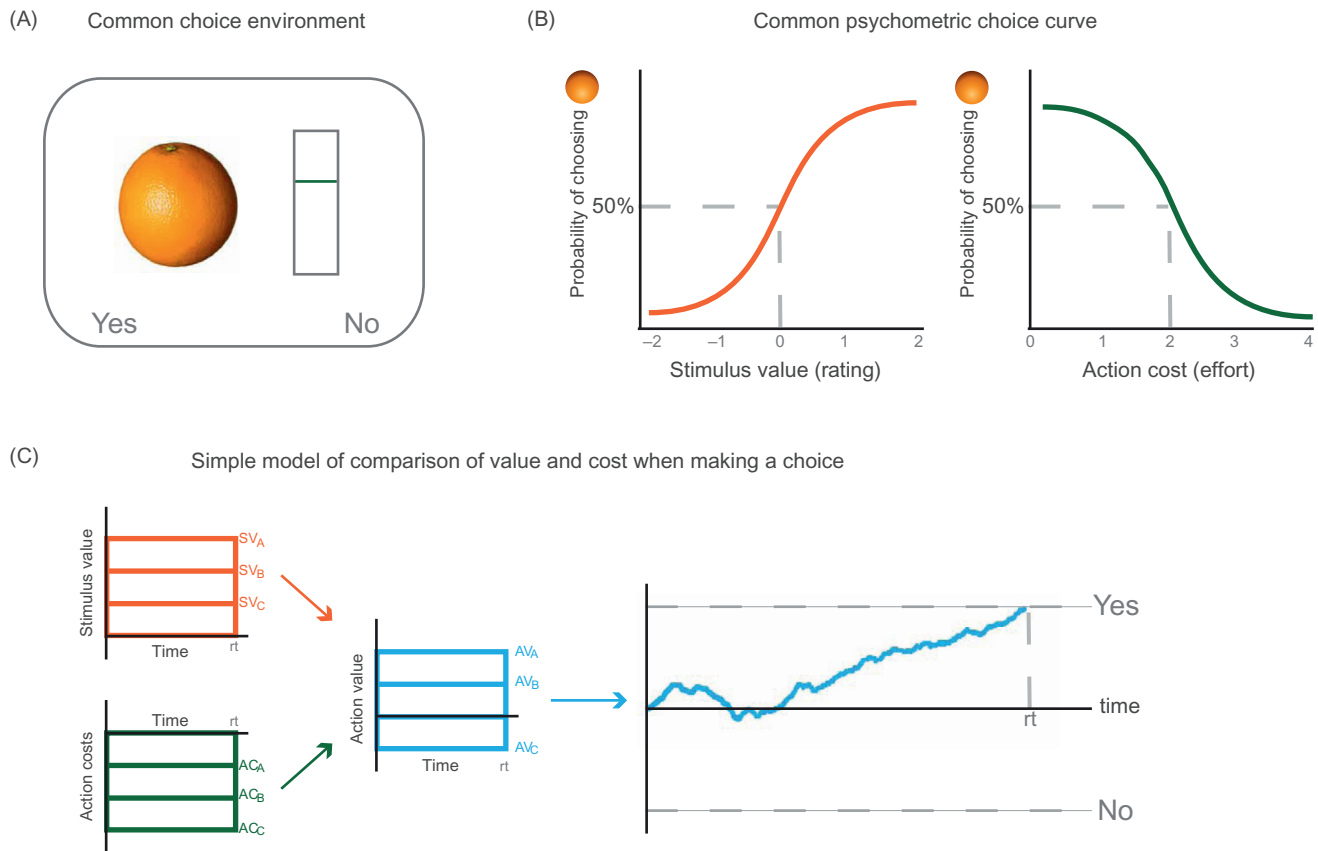 (A)
Common choice environment
Yes
No
(B)
Common psychometric choice curve
Probability of choosing
50%
–2
–1
0
1
2
Stimulus value (rating)
Probability of choosing
50%
0
1
2
3
4
Action cost (effort)
(C)
Simple model of comparison of value and cost when making a choice
Stimulus value
SVA
SVB
SVC
Time
rt
Action costs
Time
rt
ACA
ACB
ACC
Action value
AVA
AVB
AVC
Time
rt
Yes
time
rt
No